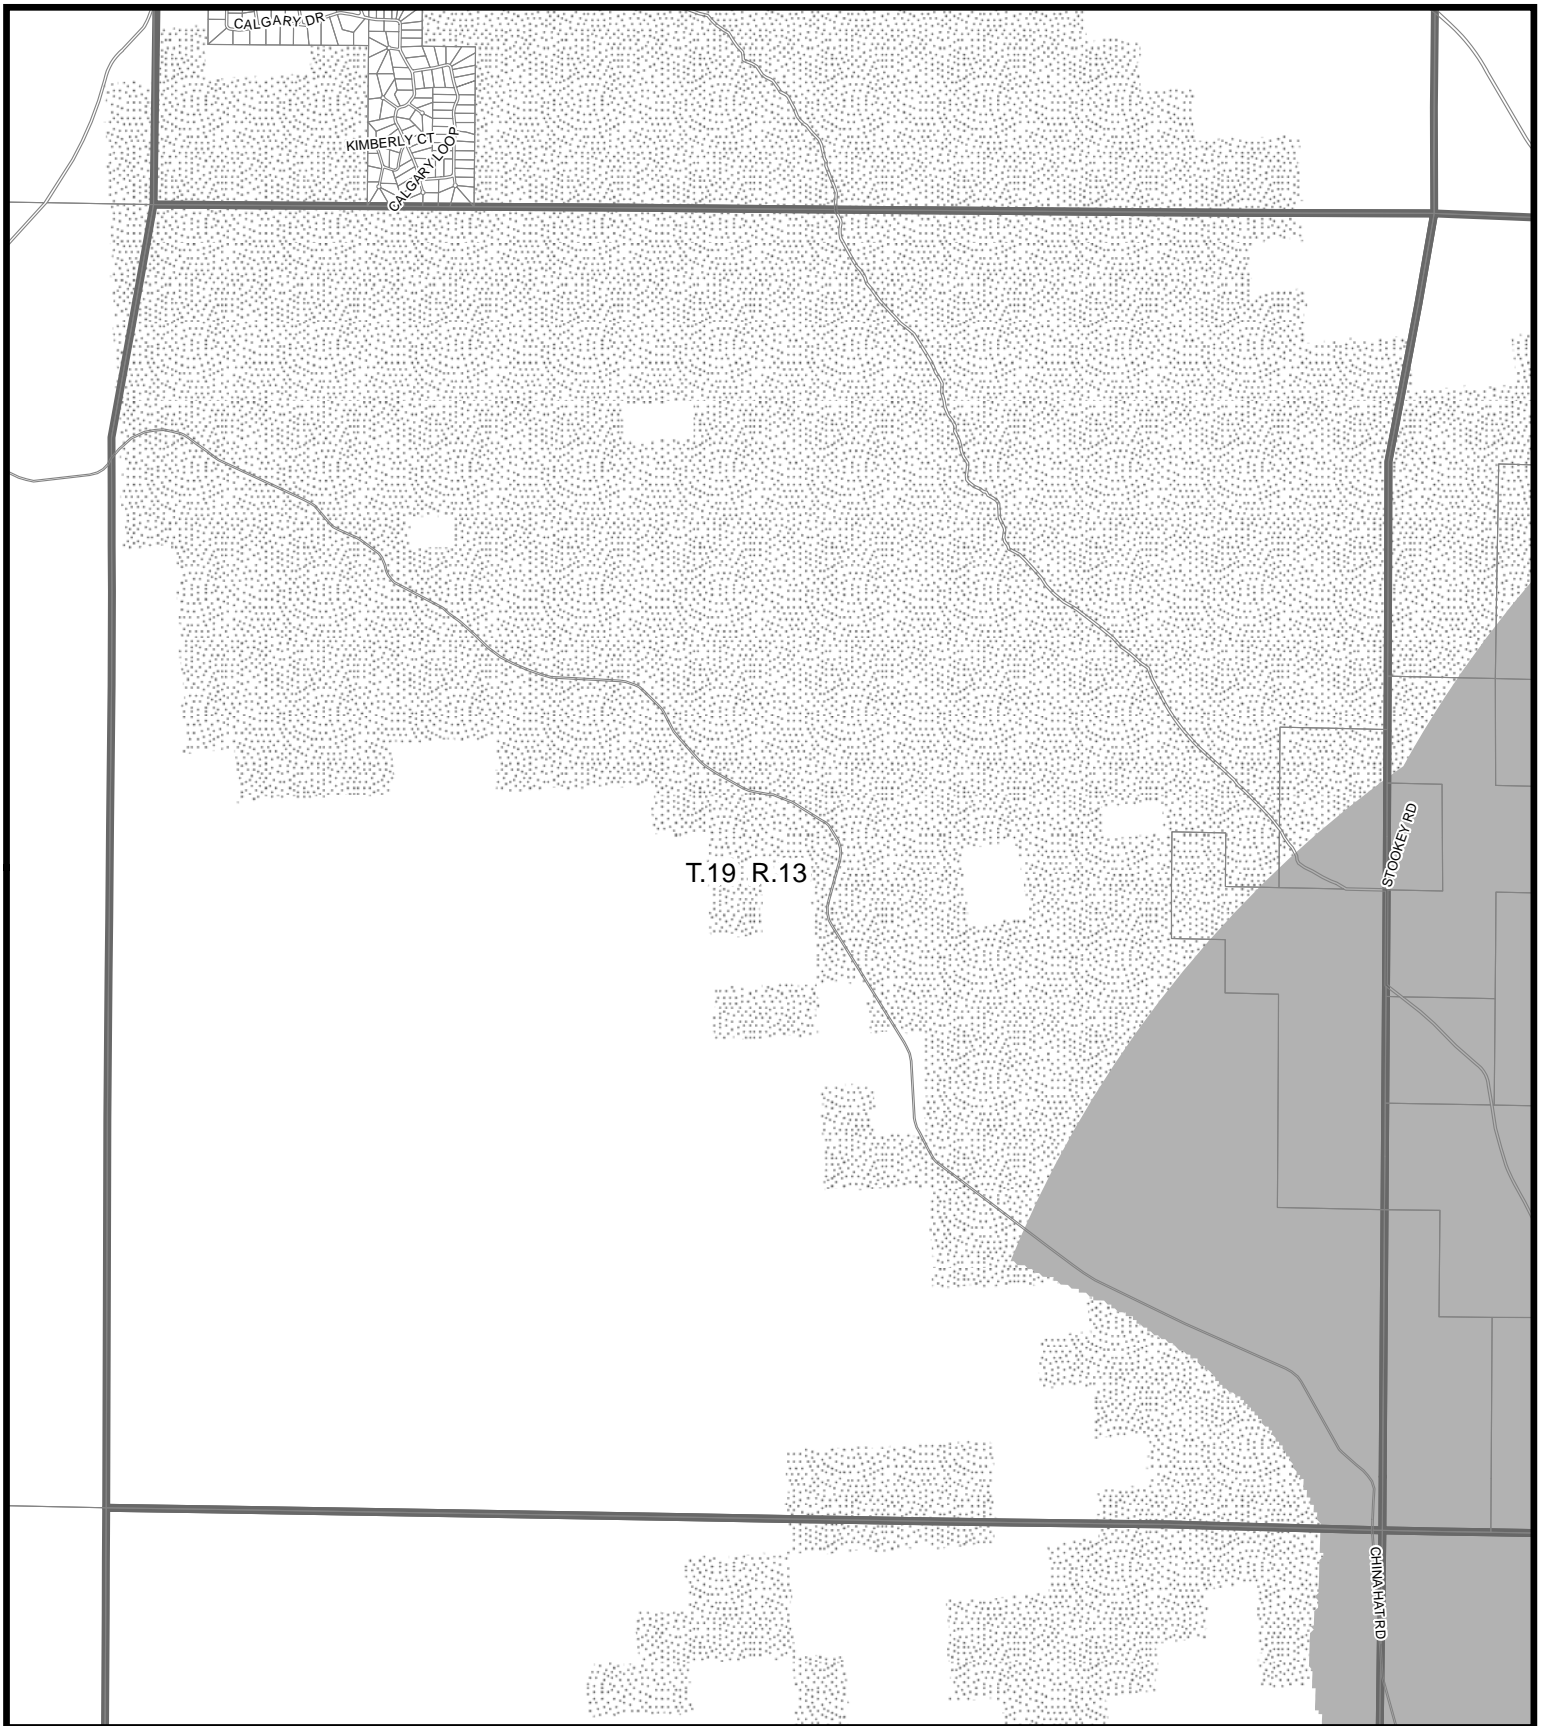 CALGARY DR
KIMBERLY CT
CALGARY LOOP
STOOKEY RD
T.19 R.13
CHINA HAT RD